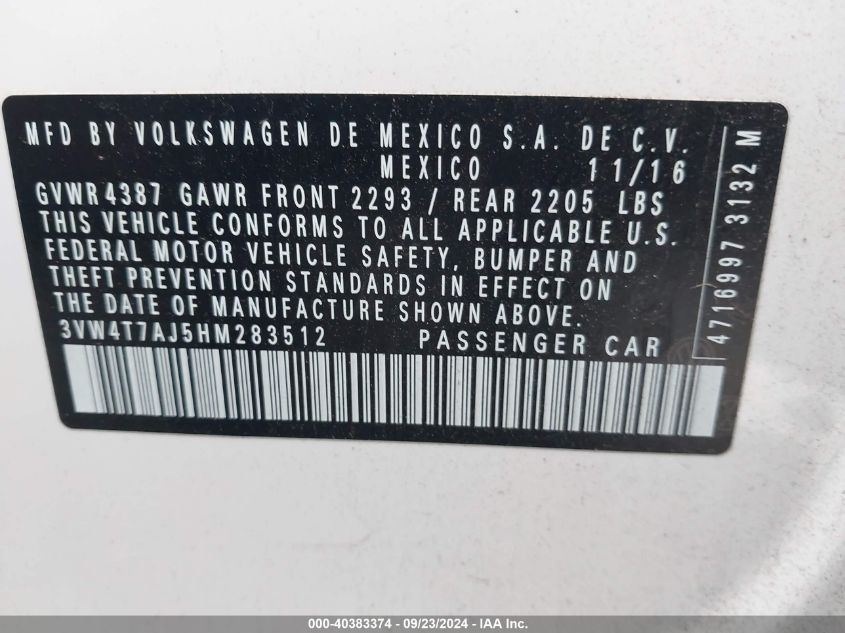 MFD BY VOLKSWAGEN DE MEXICO S.A. DE C.V.
MEXICO 11/16
GVWR4387 GAWR FRONT 2293 / REAR 2205 LBS
THIS VEHICLE CONFORMS TO ALL APPLICABLE U.S.
FEDERAL MOTOR VEHICLE SAFETY, BUMPER AND
THEFT PREVENTION STANDARDS IN EFFECT ON
THE DATE OF MANUFACTURE SHOWN ABOVE.
3VW4T7AJ5HM283512 PASSENGER CAR
4716997 3132 M
000-40383374 - 09/23/2024 - IAA Inc.